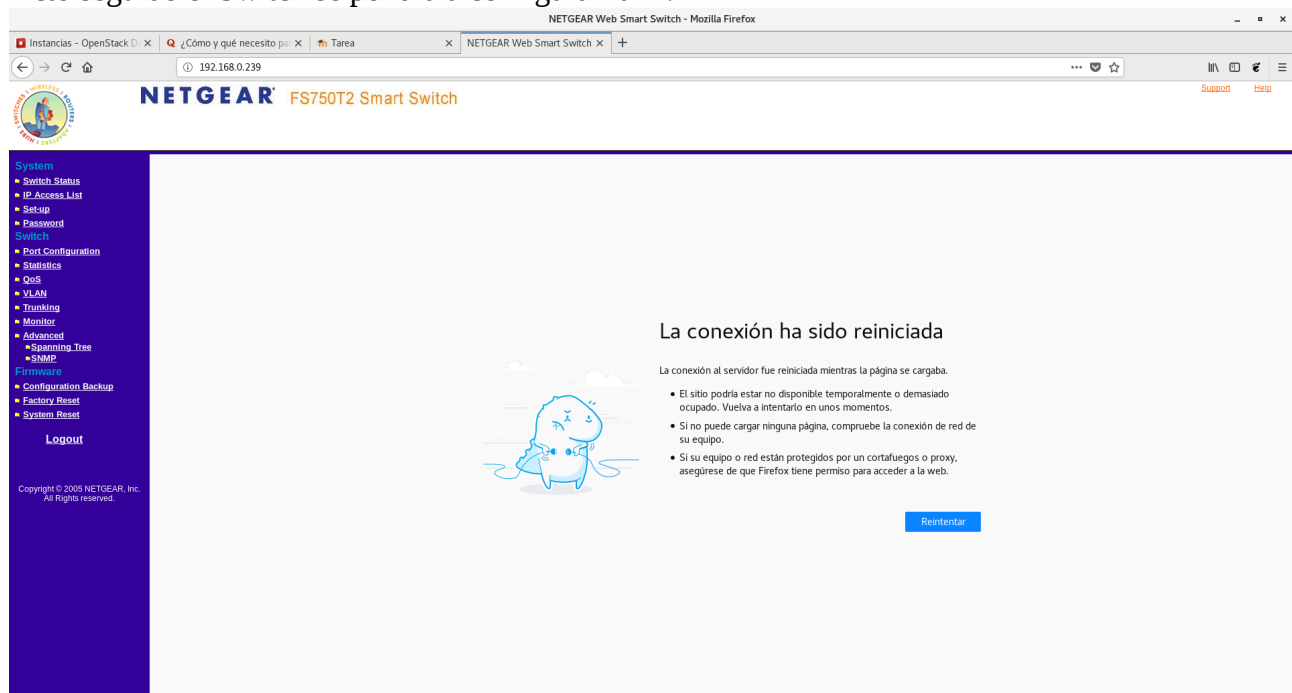 NETGEAR Web Smart Switch - Mozilla Firefox
Instancias - OpenStack D
¿Cómo y qué necesito pa
Tarea
NETGEAR Web Smart Switch
192.168.0.239
NETGEAR FS750T2 Smart Switch
Support Help
System
Switch Status
IP Access List
Set-up
Password
Switch
Port Configuration
Statistics
QoS
VLAN
Trunking
Monitor
Advanced
Spanning Tree
SNMP
Firmware
Configuration Backup
Factory Reset
System Reset
Logout
Copyright © 2005 NETGEAR, Inc.
All Rights reserved.
La conexión ha sido reiniciada
La conexión al servidor fue reiniciada mientras la página se cargaba.
El sitio podría estar no disponible temporalmente o demasiado
ocupado. Vuelva a intentarlo en unos momentos.
Si no puede cargar ninguna página, compruebe la conexión de red de
su equipo.
Si su equipo o red están protegidos por un cortafuegos o proxy,
asegúrese de que Firefox tiene permiso para acceder a la web.
Reintentar